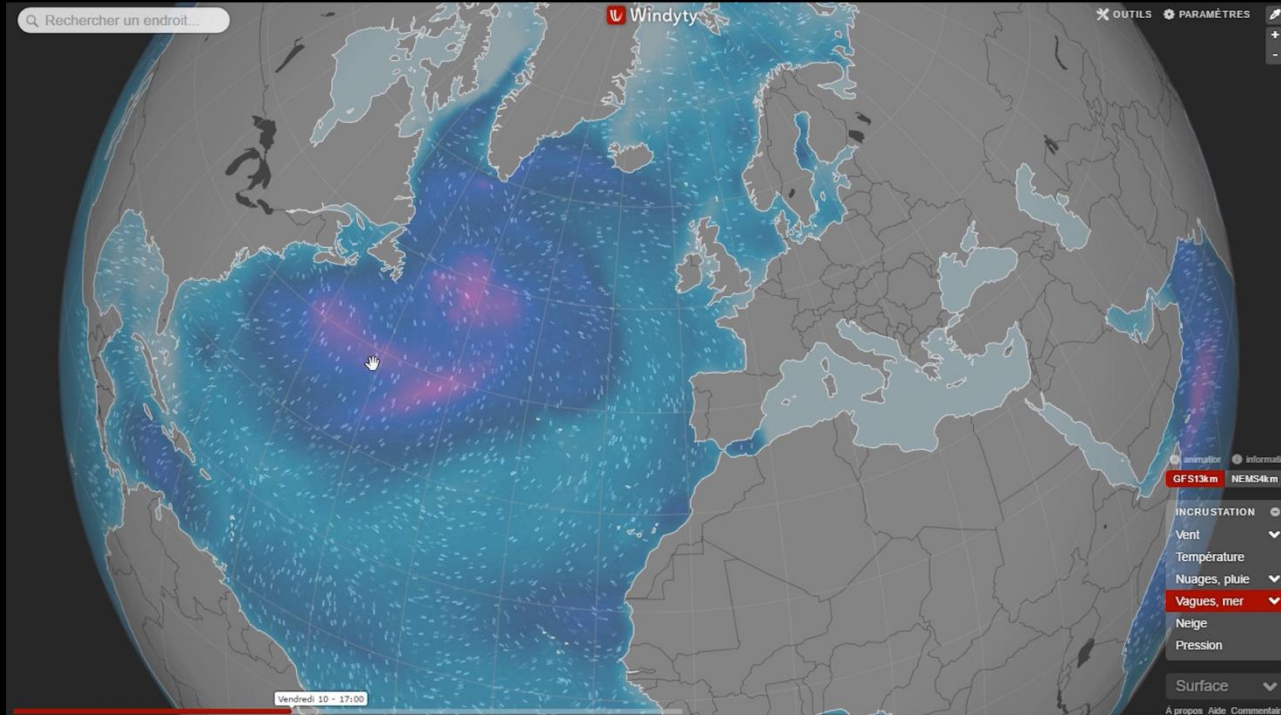 Rechercher un endroit...
Windyty
OUTILS
PARAMÈTRES
+
-
animation
GFS13km
NEMS4km
INCRUSTATION
Vent
Température
Nuages, pluie
Vagues, mer
Neige
Pression
Surface
Vendredi 10 - 17:00
A propos Aide